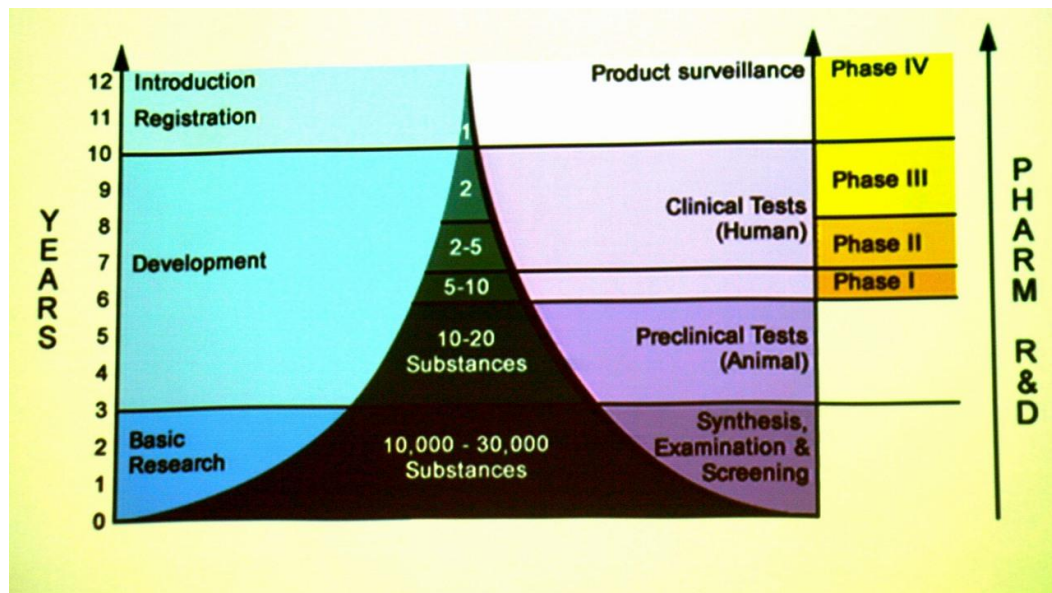 YEARS
12
11
10
9
8
7
6
5
4
3
2
1
0
Introduction
Registration
Development
Basic
Research
1
2
2-5
5-10
10-20
Substances
10,000 - 30,000
Substances
Product surveillance
Clinical Tests
(Human)
Preclinical Tests
(Animal)
Synthesis,
Examination &
Screening
Phase IV
Phase III
Phase II
Phase I
PHARM R&D